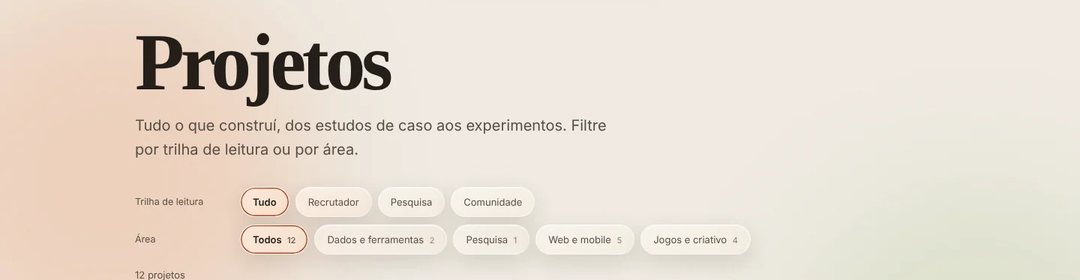 Projetos
Tudo o que construí, dos estudos de caso aos experimentos. Filtre
por trilha de leitura ou por área.
Trilha de leitura Tudo Recrutador Pesquisa Comunidade
Área Todos 12 Dados e ferramentas 2 Pesquisa 1 Web e mobile 5 Jogos e criativo 4
12 projetos